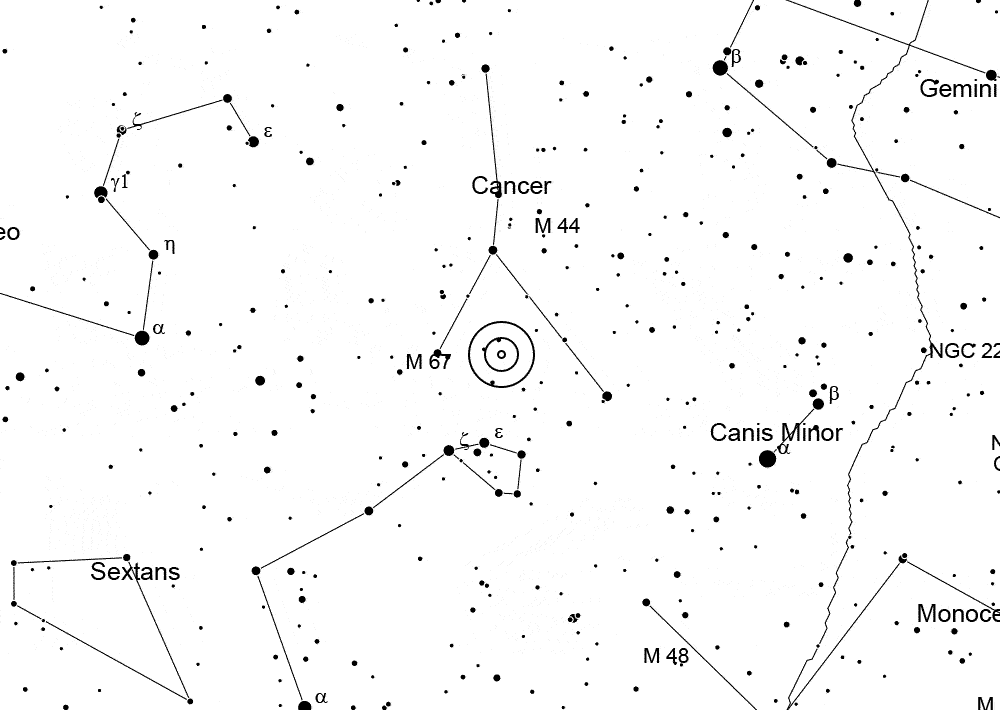 β
Gemini
ζ
ε
γ1
Cancer
M 44
eo
η
α
M 67
NGC 22
β
Canis Minor
α
ζ
ε
N
C
Sextans
Monoce
M 48
α
M